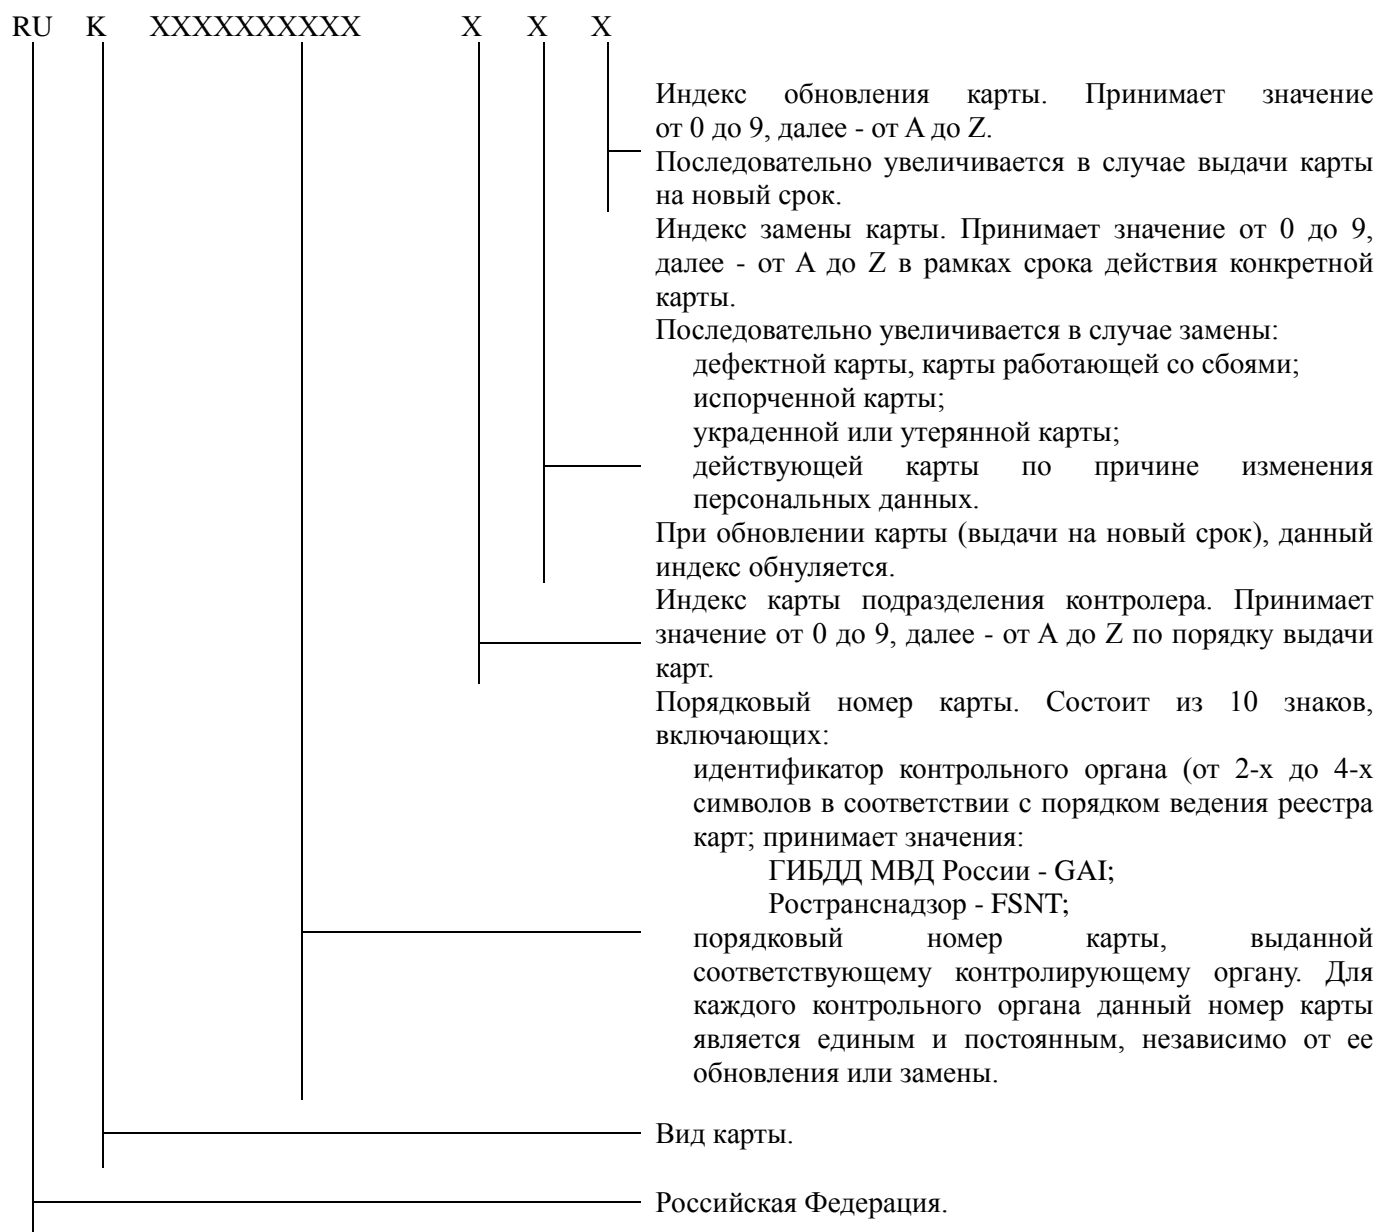 RU K XXXXXXXXXX X X X
Индекс обновления карты. Принимает значение
от 0 до 9, далее - от A до Z.
Последовательно увеличивается в случае выдачи карты
на новый срок.
Индекс замены карты. Принимает значение от 0 до 9,
далее - от A до Z в рамках срока действия конкретной
карты.
Последовательно увеличивается в случае замены:
дефектной карты, карты работающей со сбоями;
испорченной карты;
украденной или утерянной карты;
действующей карты по причине изменения
персональных данных.
При обновлении карты (выдачи на новый срок), данный
индекс обнуляется.
Индекс карты подразделения контролера. Принимает
значение от 0 до 9, далее - от A до Z по порядку выдачи
карт.
Порядковый номер карты. Состоит из 10 знаков,
включающих:
идентификатор контрольного органа (от 2-х до 4-х
символов в соответствии с порядком ведения реестра
карт; принимает значения:
ГИБДД МВД России - GAI;
Ространснадзор - FSNT;
порядковый номер карты, выданной
соответствующему контролирующему органу. Для
каждого контрольного органа данный номер карты
является единым и постоянным, независимо от ее
обновления или замены.
Вид карты.
Российская Федерация.